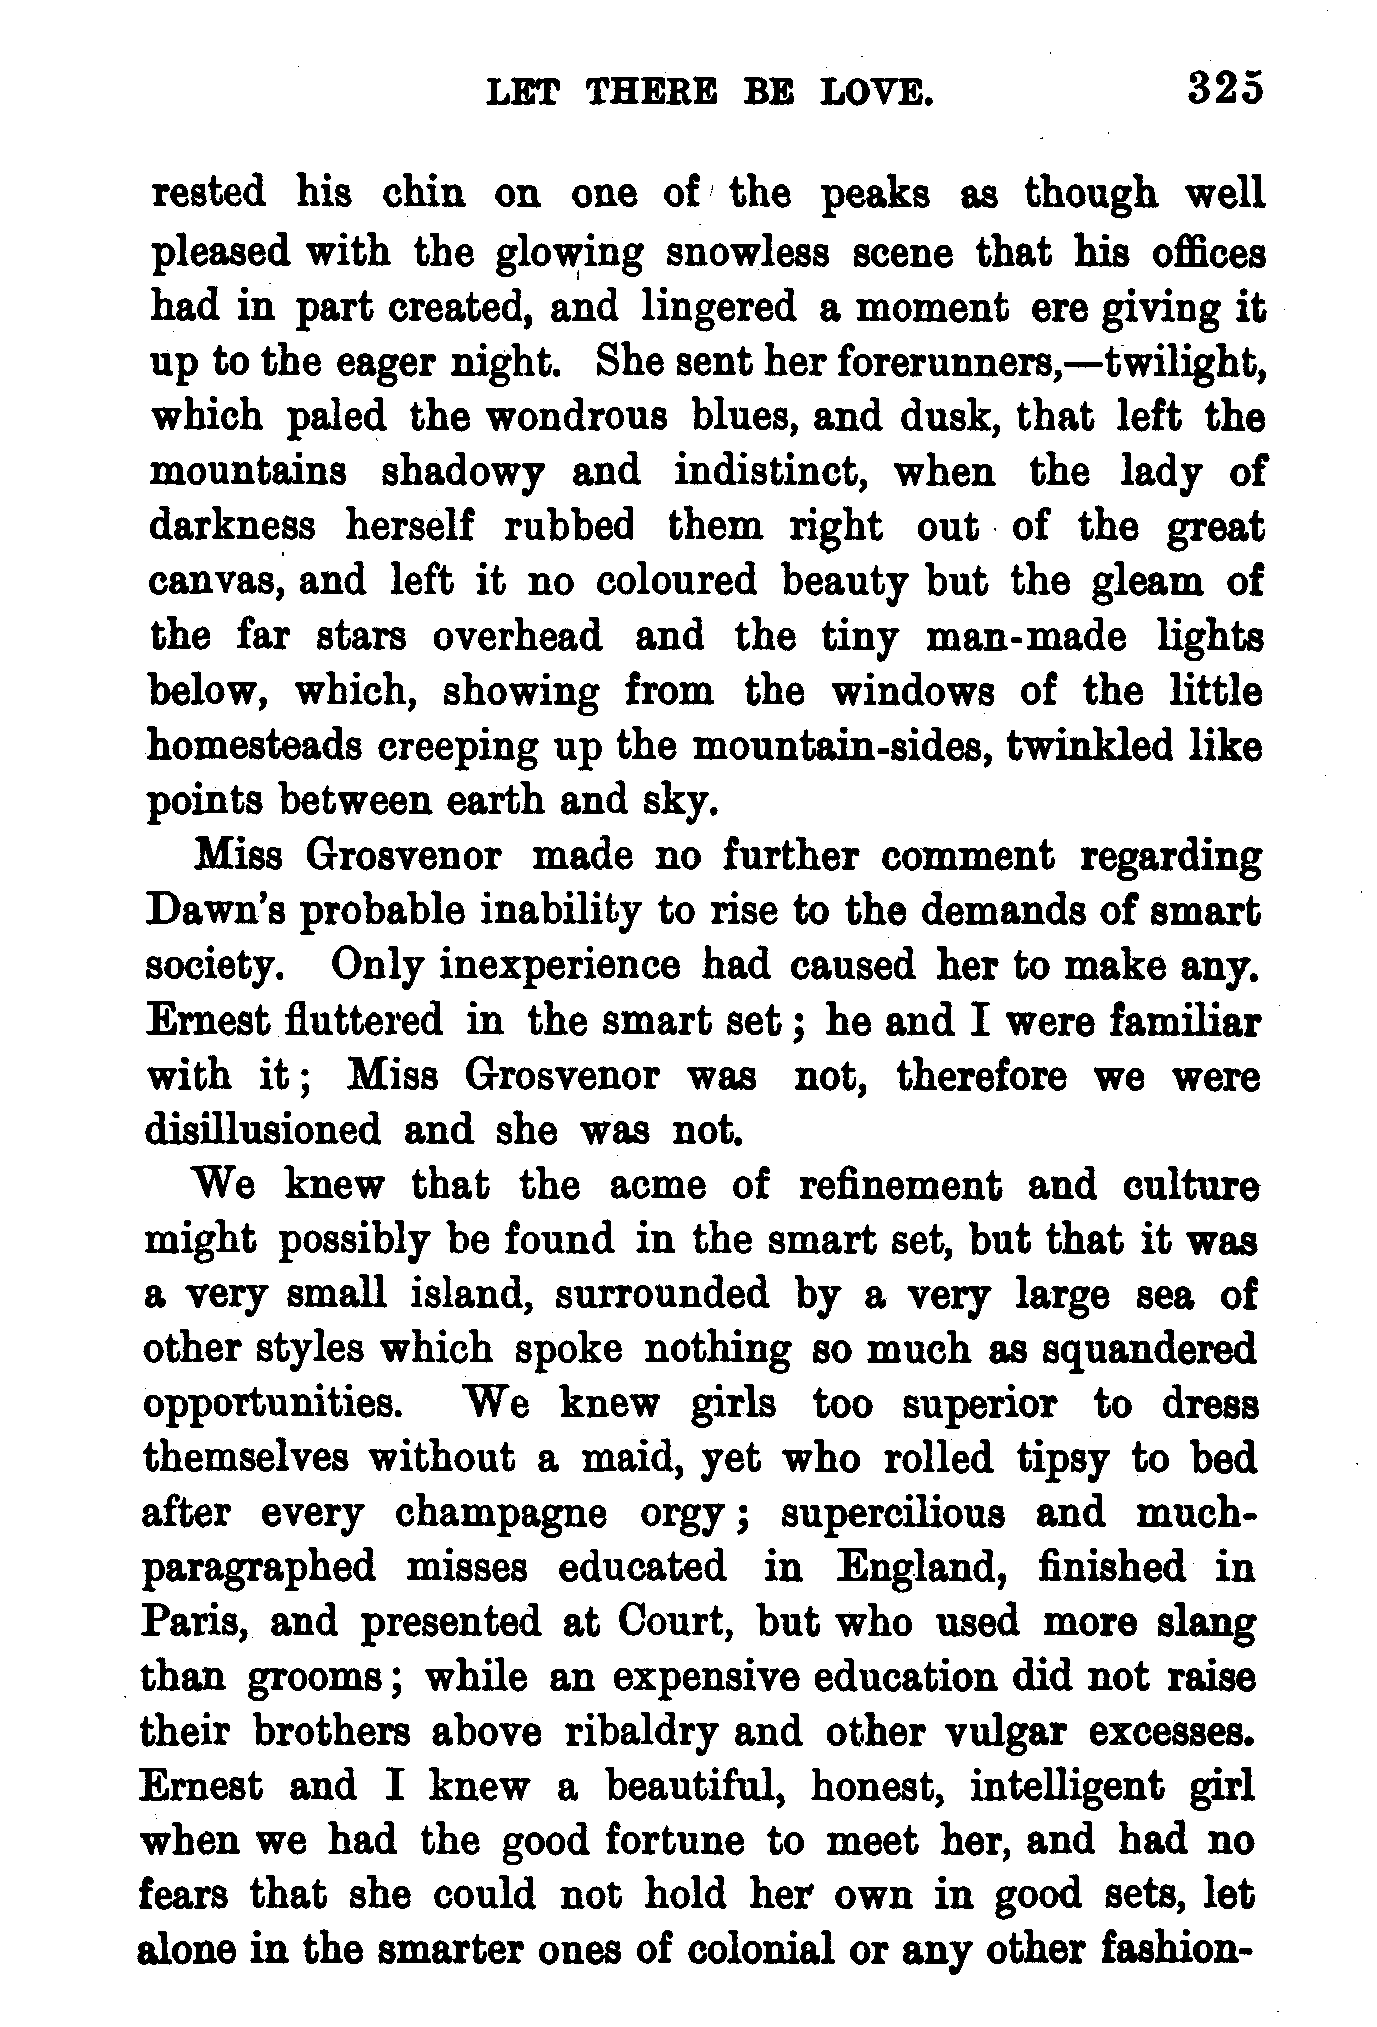 LET THERE BE LOVE. 325
rested his chin on one of the peaks as though well
pleased with the glowing snowless scene that his offices
had in part created, and lingered a moment ere giving it
up to the eager night. She sent her forerunners,—twilight,
which paled the wondrous blues, and dusk, that left the
mountains shadowy and indistinct, when the lady of
darkness herself rubbed them right out of the great
canvas, and left it no coloured beauty but the gleam of
the far stars overhead and the tiny man-made lights
below, which, showing from the windows of the little
homesteads creeping up the mountain-sides, twinkled like
points between earth and sky.
Miss Grosvenor made no further comment regarding
Dawn's probable inability to rise to the demands of smart
society. Only inexperience had caused her to make any.
Ernest fluttered in the smart set; he and I were familiar
with it; Miss Grosvenor was not, therefore we were
disillusioned and she was not.
We knew that the acme of refinement and culture
might possibly be found in the smart set, but that it was
a very small island, surrounded by a very large sea of
other styles which spoke nothing so much as squandered
opportunities. We knew girls too superior to dress
themselves without a maid, yet who rolled tipsy to bed
after every champagne orgy; supercilious and much-
paragraphed misses educated in England, finished in
Paris, and presented at Court, but who used more slang
than grooms; while an expensive education did not raise
their brothers above ribaldry and other vulgar excesses.
Ernest and I knew a beautiful, honest, intelligent girl
when we had the good fortune to meet her, and had no
fears that she could not hold her own in good sets, let
alone in the smarter ones of colonial or any other fashion-